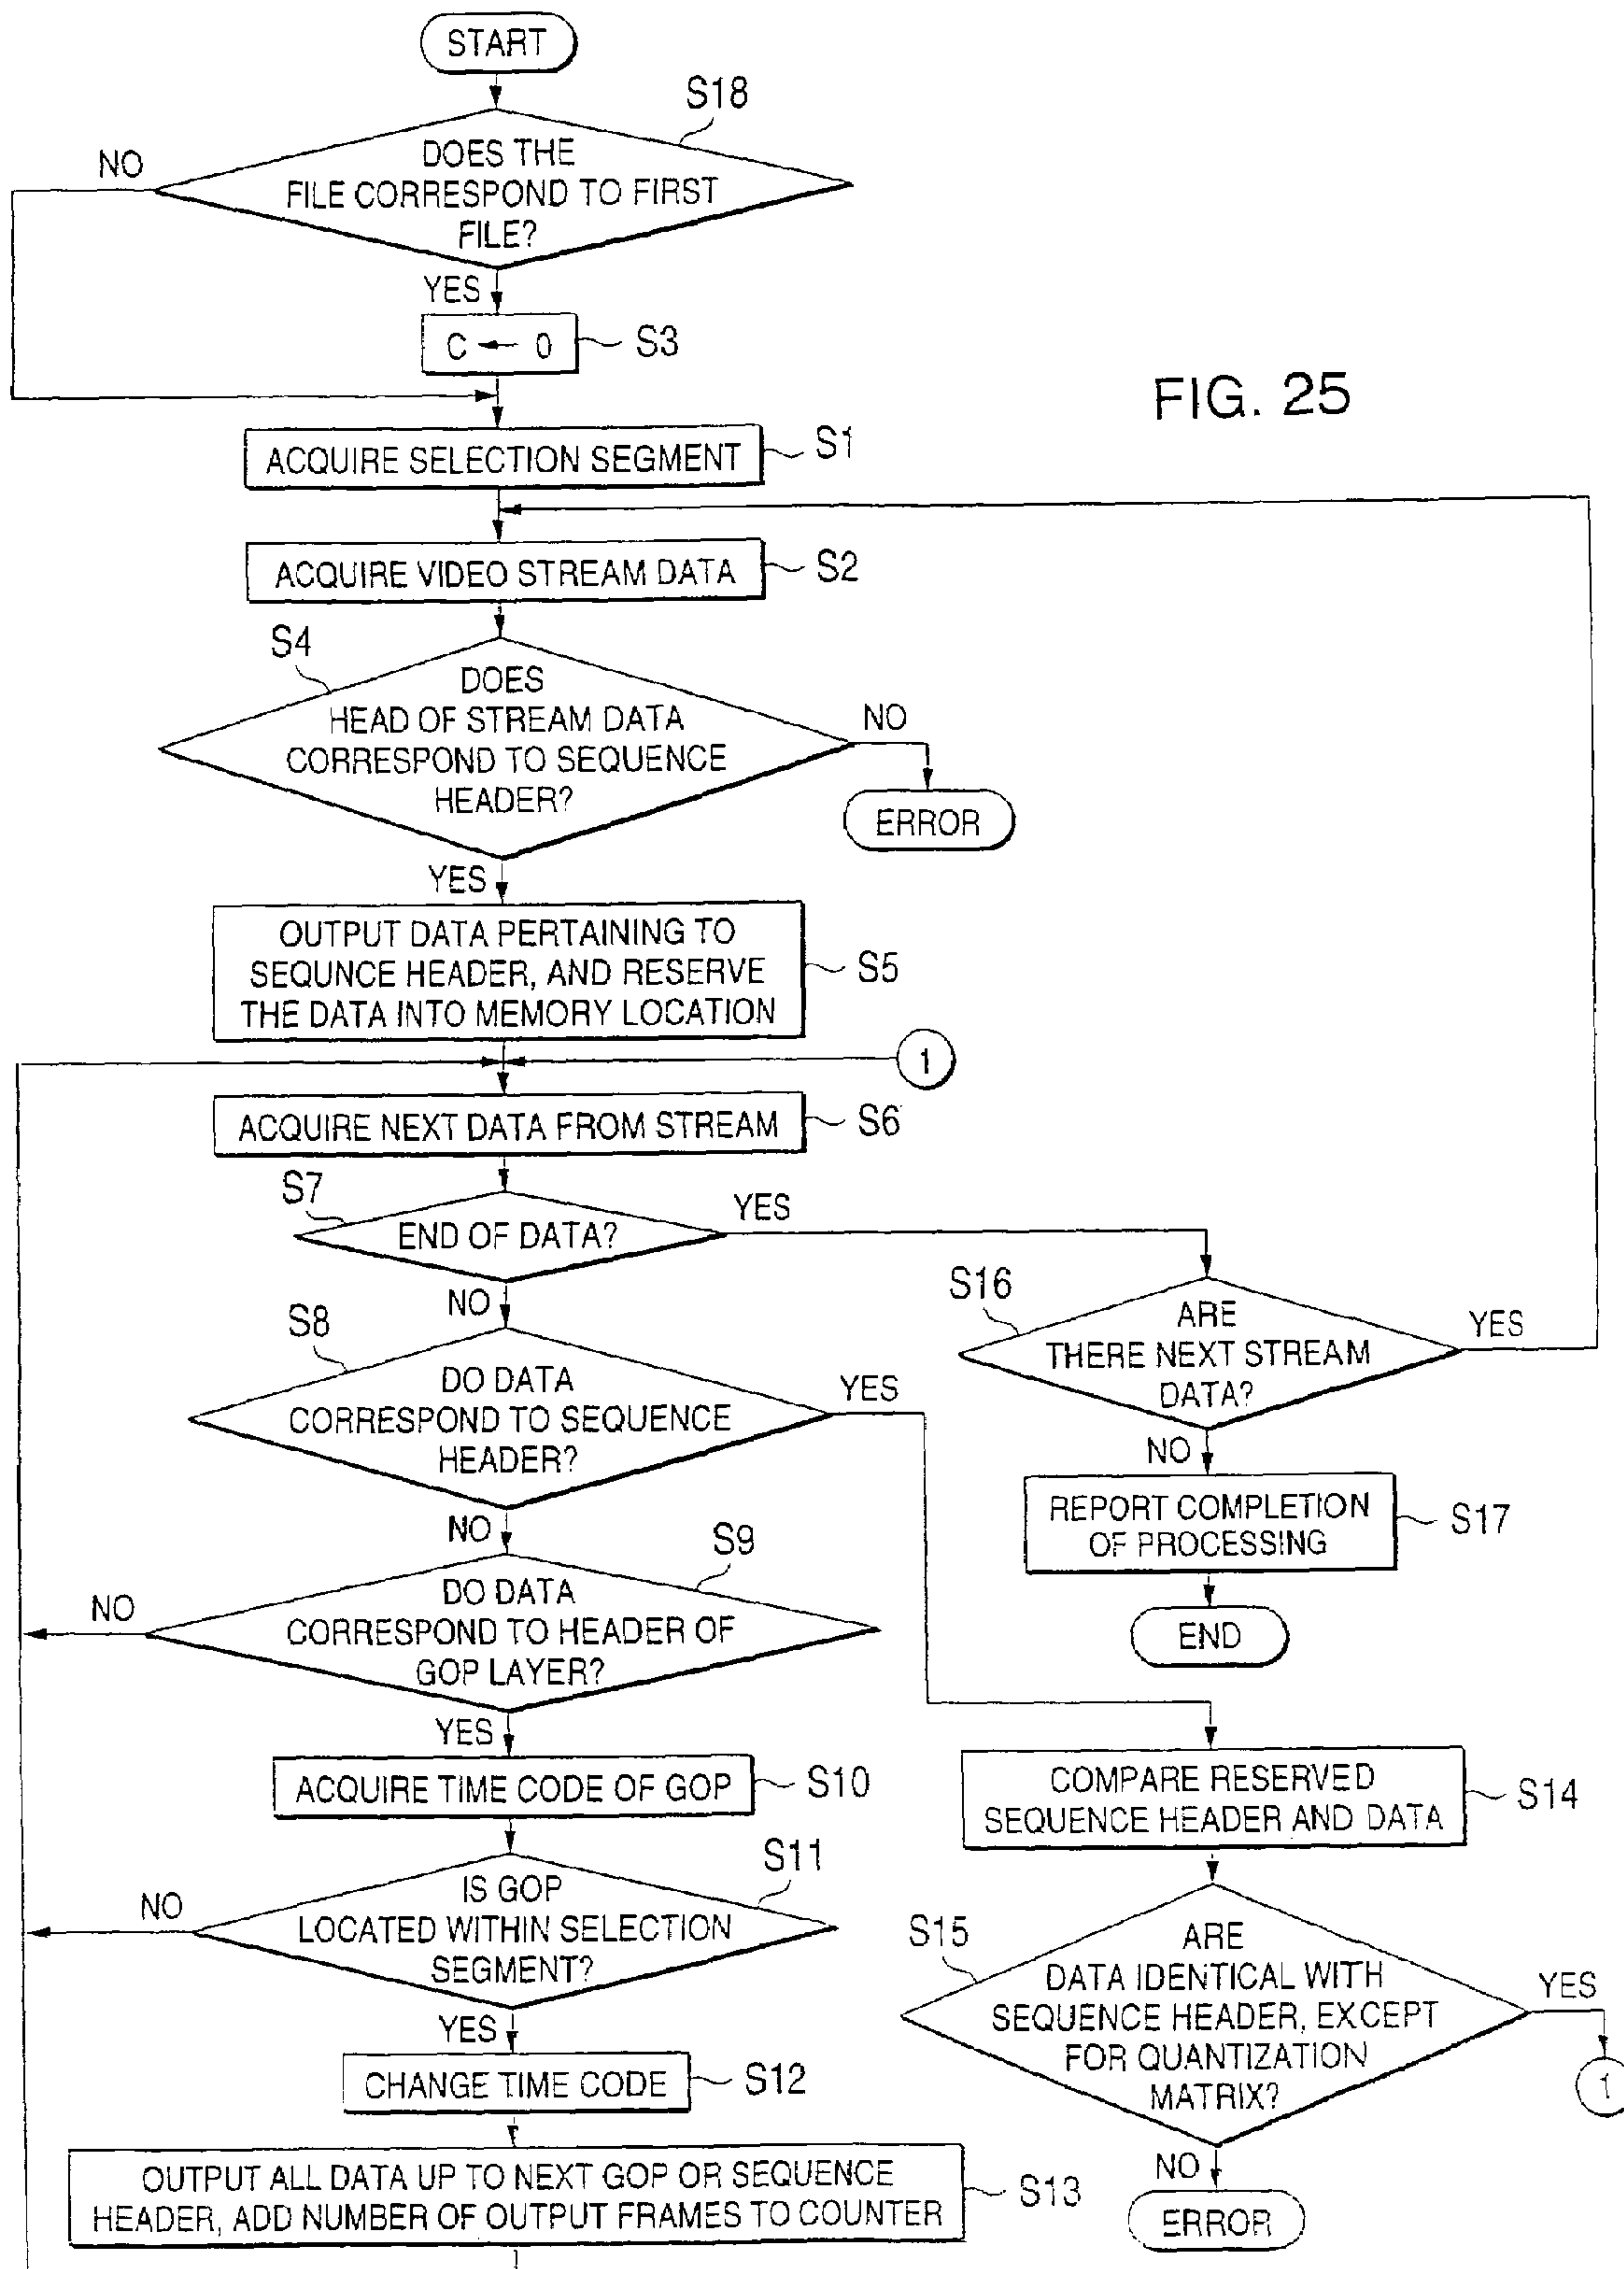 START
S18
NO
DOES THE
FILE CORRESPOND TO FIRST
FILE?
YES
C ← 0
S3
FIG. 25
ACQUIRE SELECTION SEGMENT
S1
ACQUIRE VIDEO STREAM DATA
S2
S4
DOES
HEAD OF STREAM DATA
CORRESPOND TO SEQUENCE
HEADER?
NO
ERROR
YES
OUTPUT DATA PERTAINING TO
SEQUNCE HEADER, AND RESERVE
THE DATA INTO MEMORY LOCATION
S5
1
ACQUIRE NEXT DATA FROM STREAM
S6
S7
END OF DATA?
YES
NO
S16
ARE
THERE NEXT STREAM
DATA?
YES
NO
REPORT COMPLETION
OF PROCESSING
S17
END
S8
DO DATA
CORRESPOND TO SEQUENCE
HEADER?
YES
NO
S9
DO DATA
CORRESPOND TO HEADER OF
GOP LAYER?
NO
YES
ACQUIRE TIME CODE OF GOP
S10
S11
IS GOP
LOCATED WITHIN SELECTION
SEGMENT?
NO
YES
CHANGE TIME CODE
S12
OUTPUT ALL DATA UP TO NEXT GOP OR SEQUENCE
HEADER, ADD NUMBER OF OUTPUT FRAMES TO COUNTER
S13
COMPARE RESERVED
SEQUENCE HEADER AND DATA
S14
S15
ARE
DATA IDENTICAL WITH
SEQUENCE HEADER, EXCEPT
FOR QUANTIZATION
MATRIX?
YES
1
NO
ERROR